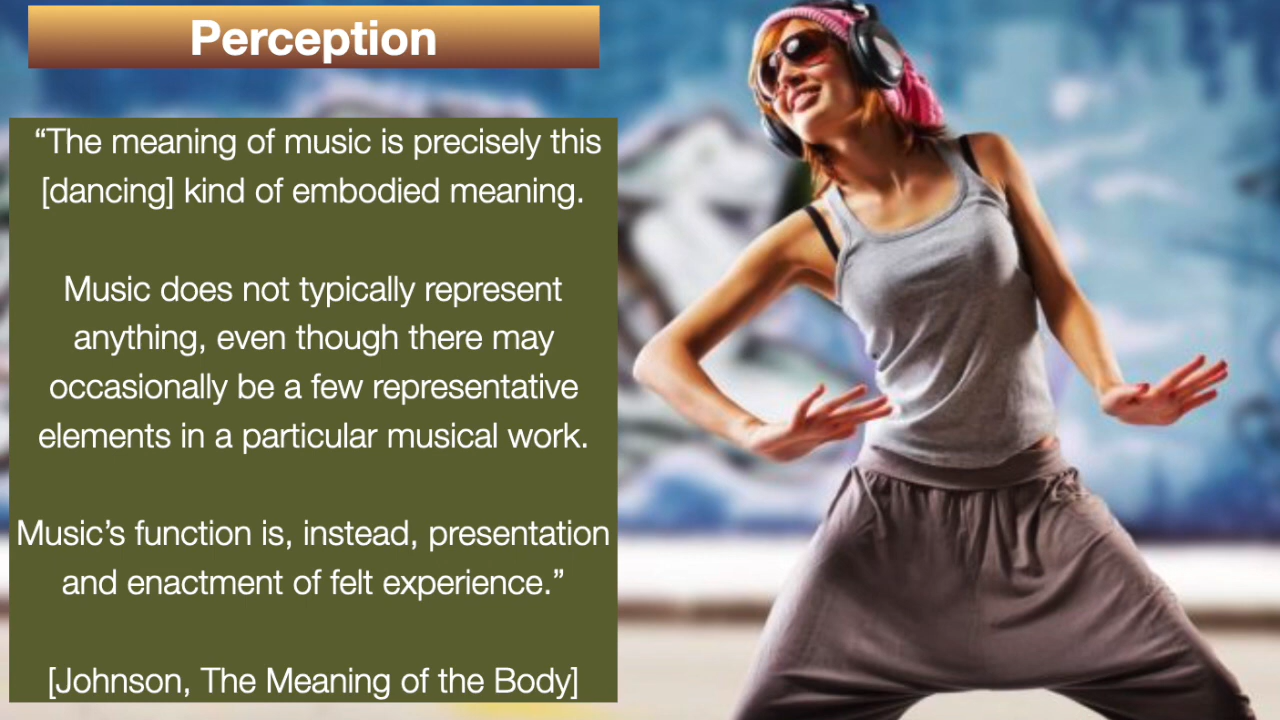 Perception
“The meaning of music is precisely this
[dancing] kind of embodied meaning.
Music does not typically represent
anything, even though there may
occasionally be a few representative
elements in a particular musical work.
Music’s function is, instead, presentation
and enactment of felt experience.”
[Johnson, The Meaning of the Body]